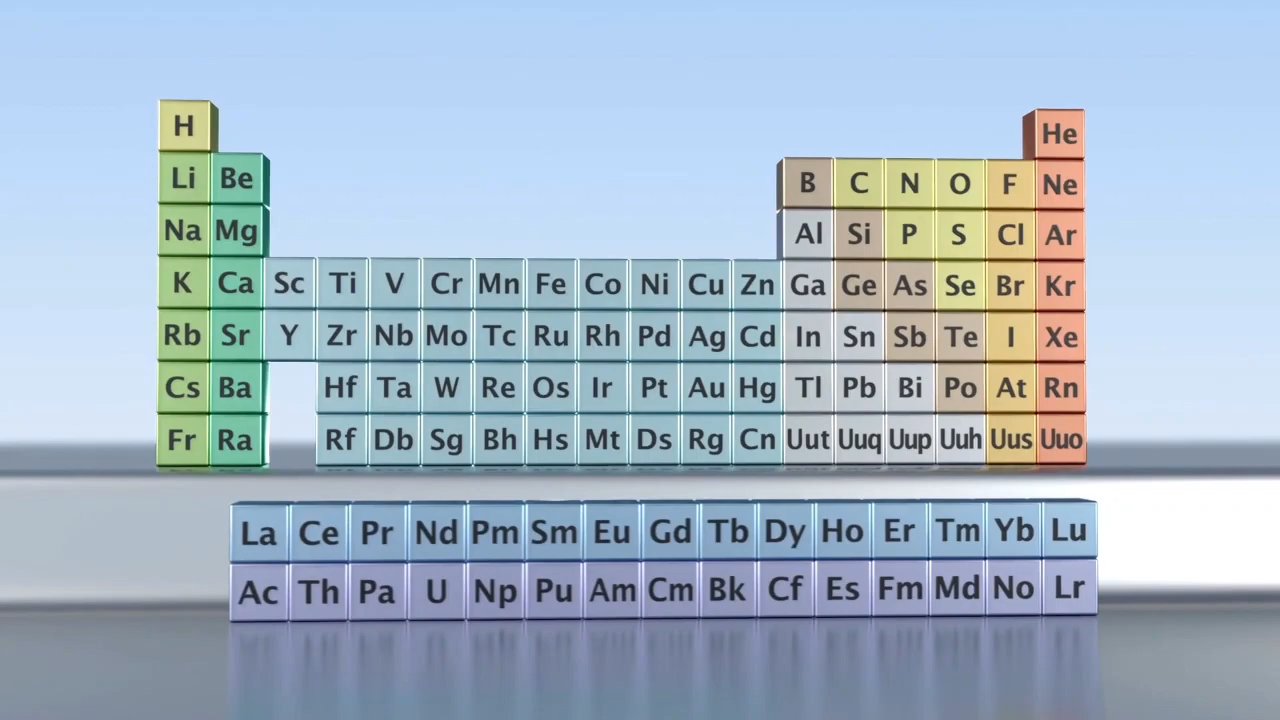 H He
Li Be B C N O F Ne
Na Mg Al Si P S Cl Ar
K Ca Sc Ti V Cr Mn Fe Co Ni Cu Zn Ga Ge As Se Br Kr
Rb Sr Y Zr Nb Mo Tc Ru Rh Pd Ag Cd In Sn Sb Te I Xe
Cs Ba Hf Ta W Re Os Ir Pt Au Hg Tl Pb Bi Po At Rn
Fr Ra Rf Db Sg Bh Hs Mt Ds Rg Cn Uut Uuq Uup Uuh Uus Uuo
La Ce Pr Nd Pm Sm Eu Gd Tb Dy Ho Er Tm Yb Lu
Ac Th Pa U Np Pu Am Cm Bk Cf Es Fm Md No Lr